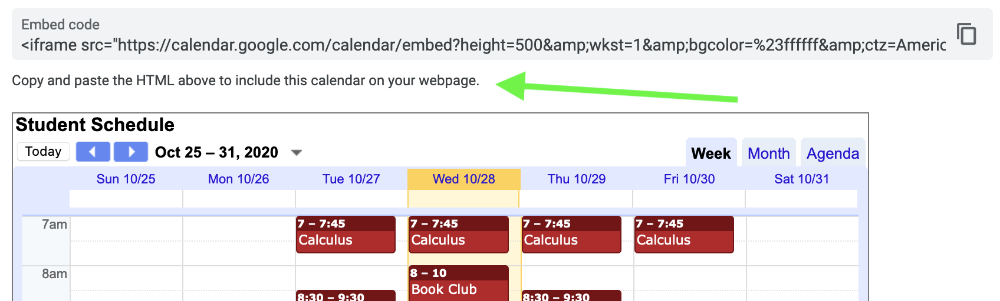 Embed code
<iframe src="https://calendar.google.com/calendar/embed?height=500&amp;wkst=1&amp;bgcolor=%23ffffff&amp;ctz=Americ
Copy and paste the HTML above to include this calendar on your webpage.
Student Schedule
Today Oct 25 – 31, 2020 Week Month Agenda
Sun 10/25 Mon 10/26 Tue 10/27 Wed 10/28 Thu 10/29 Fri 10/30 Sat 10/31
7am 7 – 7:45 7 – 7:45 7 – 7:45 7 – 7:45
Calculus Calculus Calculus Calculus
8am 8 – 10
Book Club
8:30 – 9:30 8:30 – 9:30